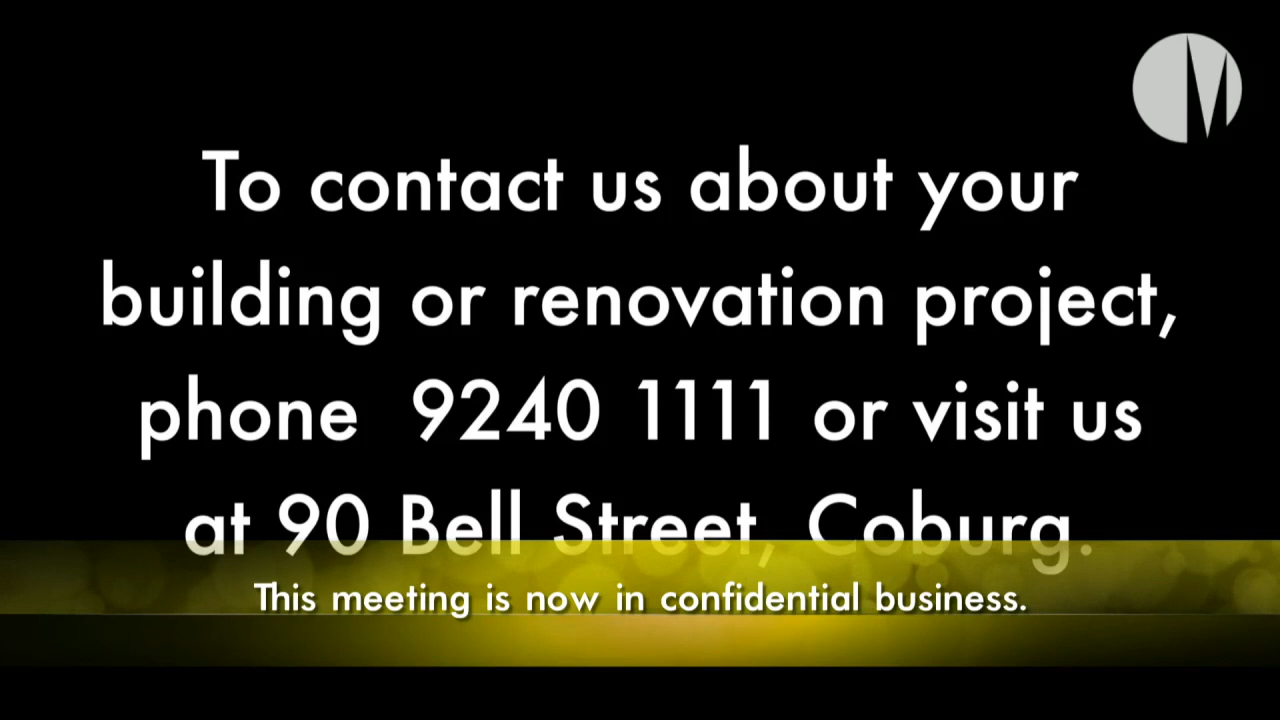 To contact us about your
building or renovation project,
phone 9240 1111 or visit us
at 90 Bell Street, Coburg.
This meeting is now in confidential business.